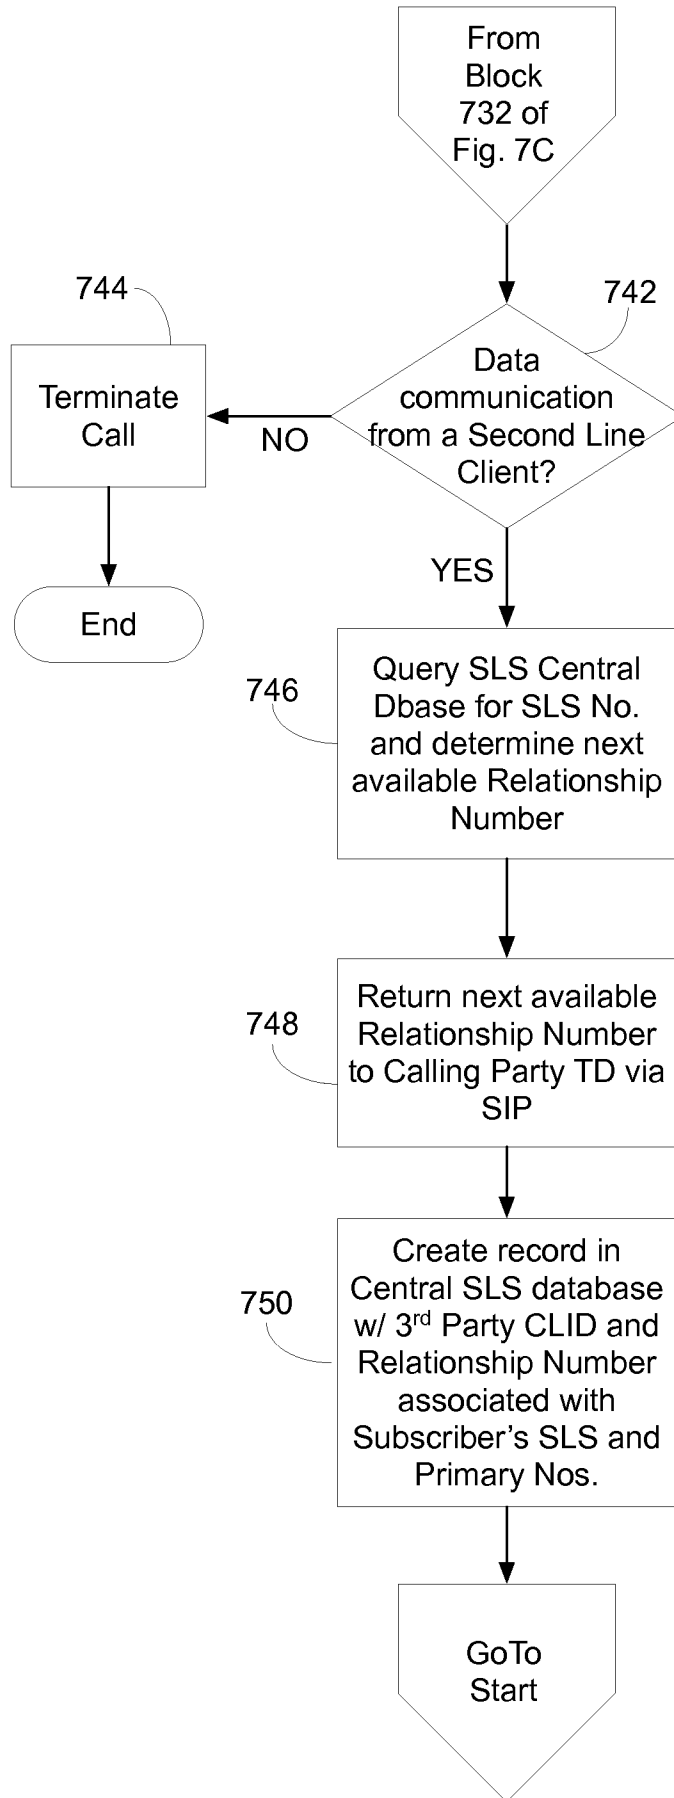 From
Block
732 of
Fig. 7C
744
742
Data
communication
from a Second Line
Client?
Terminate
Call
NO
YES
End
746
Query SLS Central
Dbase for SLS No.
and determine next
available Relationship
Number
748
Return next available
Relationship Number
to Calling Party TD via
SIP
750
Create record in
Central SLS database
w/ 3rd Party CLID and
Relationship Number
associated with
Subscriber's SLS and
Primary Nos.
GoTo
Start